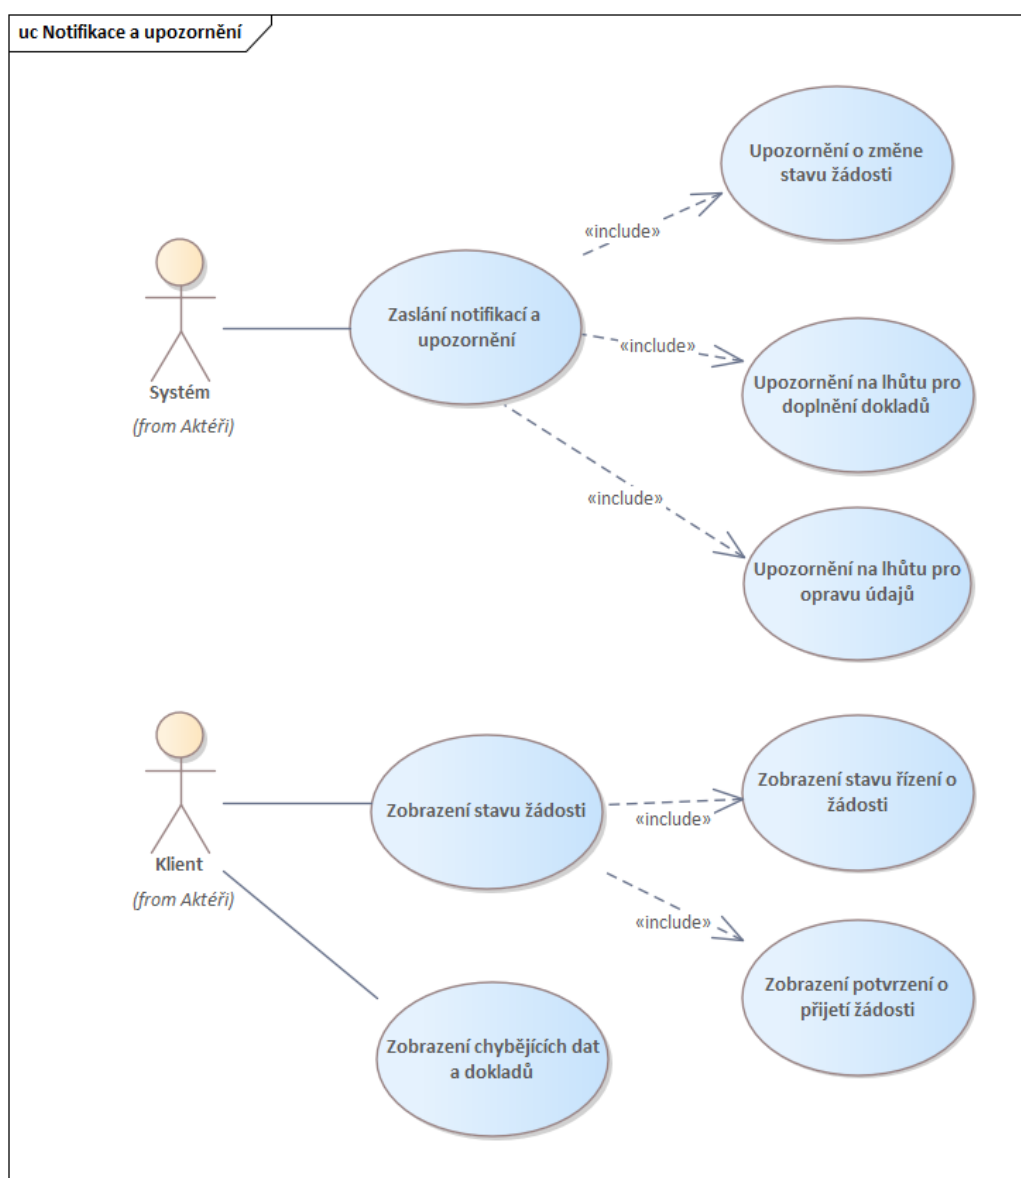 uc Notifikace a upozornění
Upozornění o změne
stavu žádosti
«include»
Zaslání notifikací a
upozornění
«include»
Upozornění na lhůtu pro
doplnění dokladů
Systém
(from Aktéři)
«include»
Upozornění na lhůtu pro
opravu údajů
Zobrazení stavu řízení o
žádosti
Zobrazení stavu žádosti
«include»
Klient
(from Aktéři)
«include»
Zobrazení potvrzení o
přijetí žádosti
Zobrazení chybějících dat
a dokladů